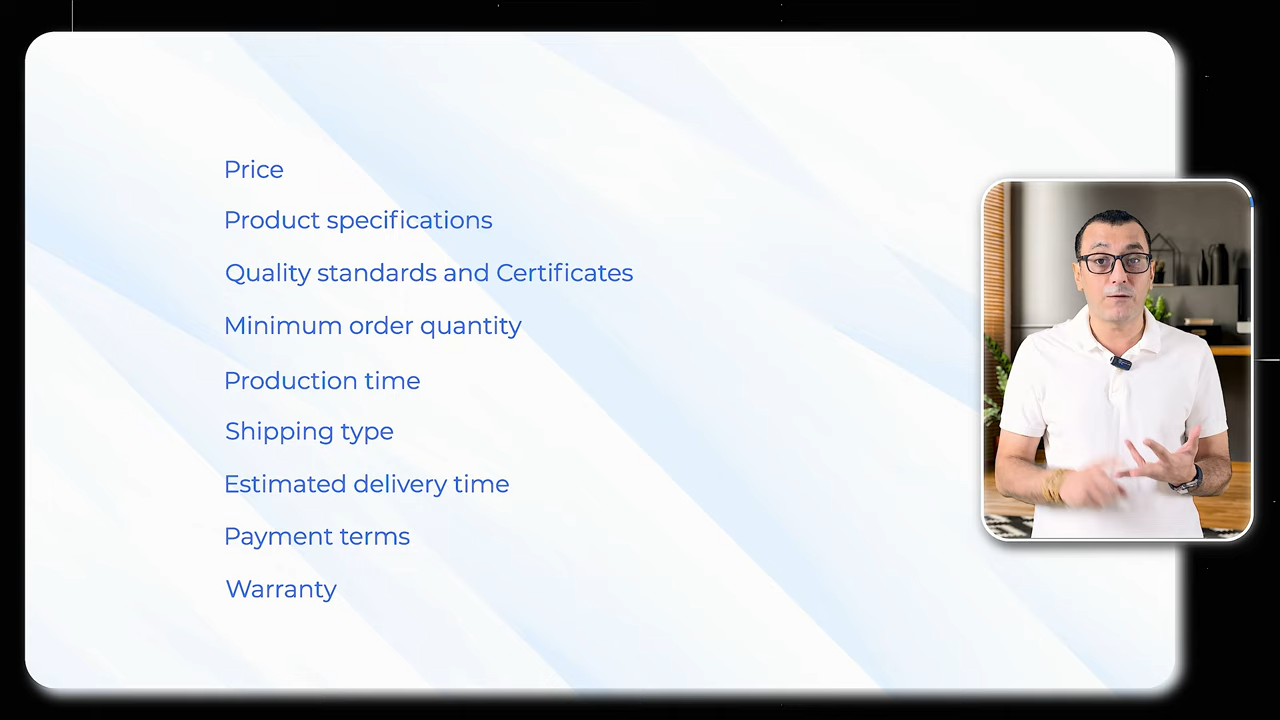 Price
Product specifications
Quality standards and Certificates
Minimum order quantity
Production time
Shipping type
Estimated delivery time
Payment terms
Warranty